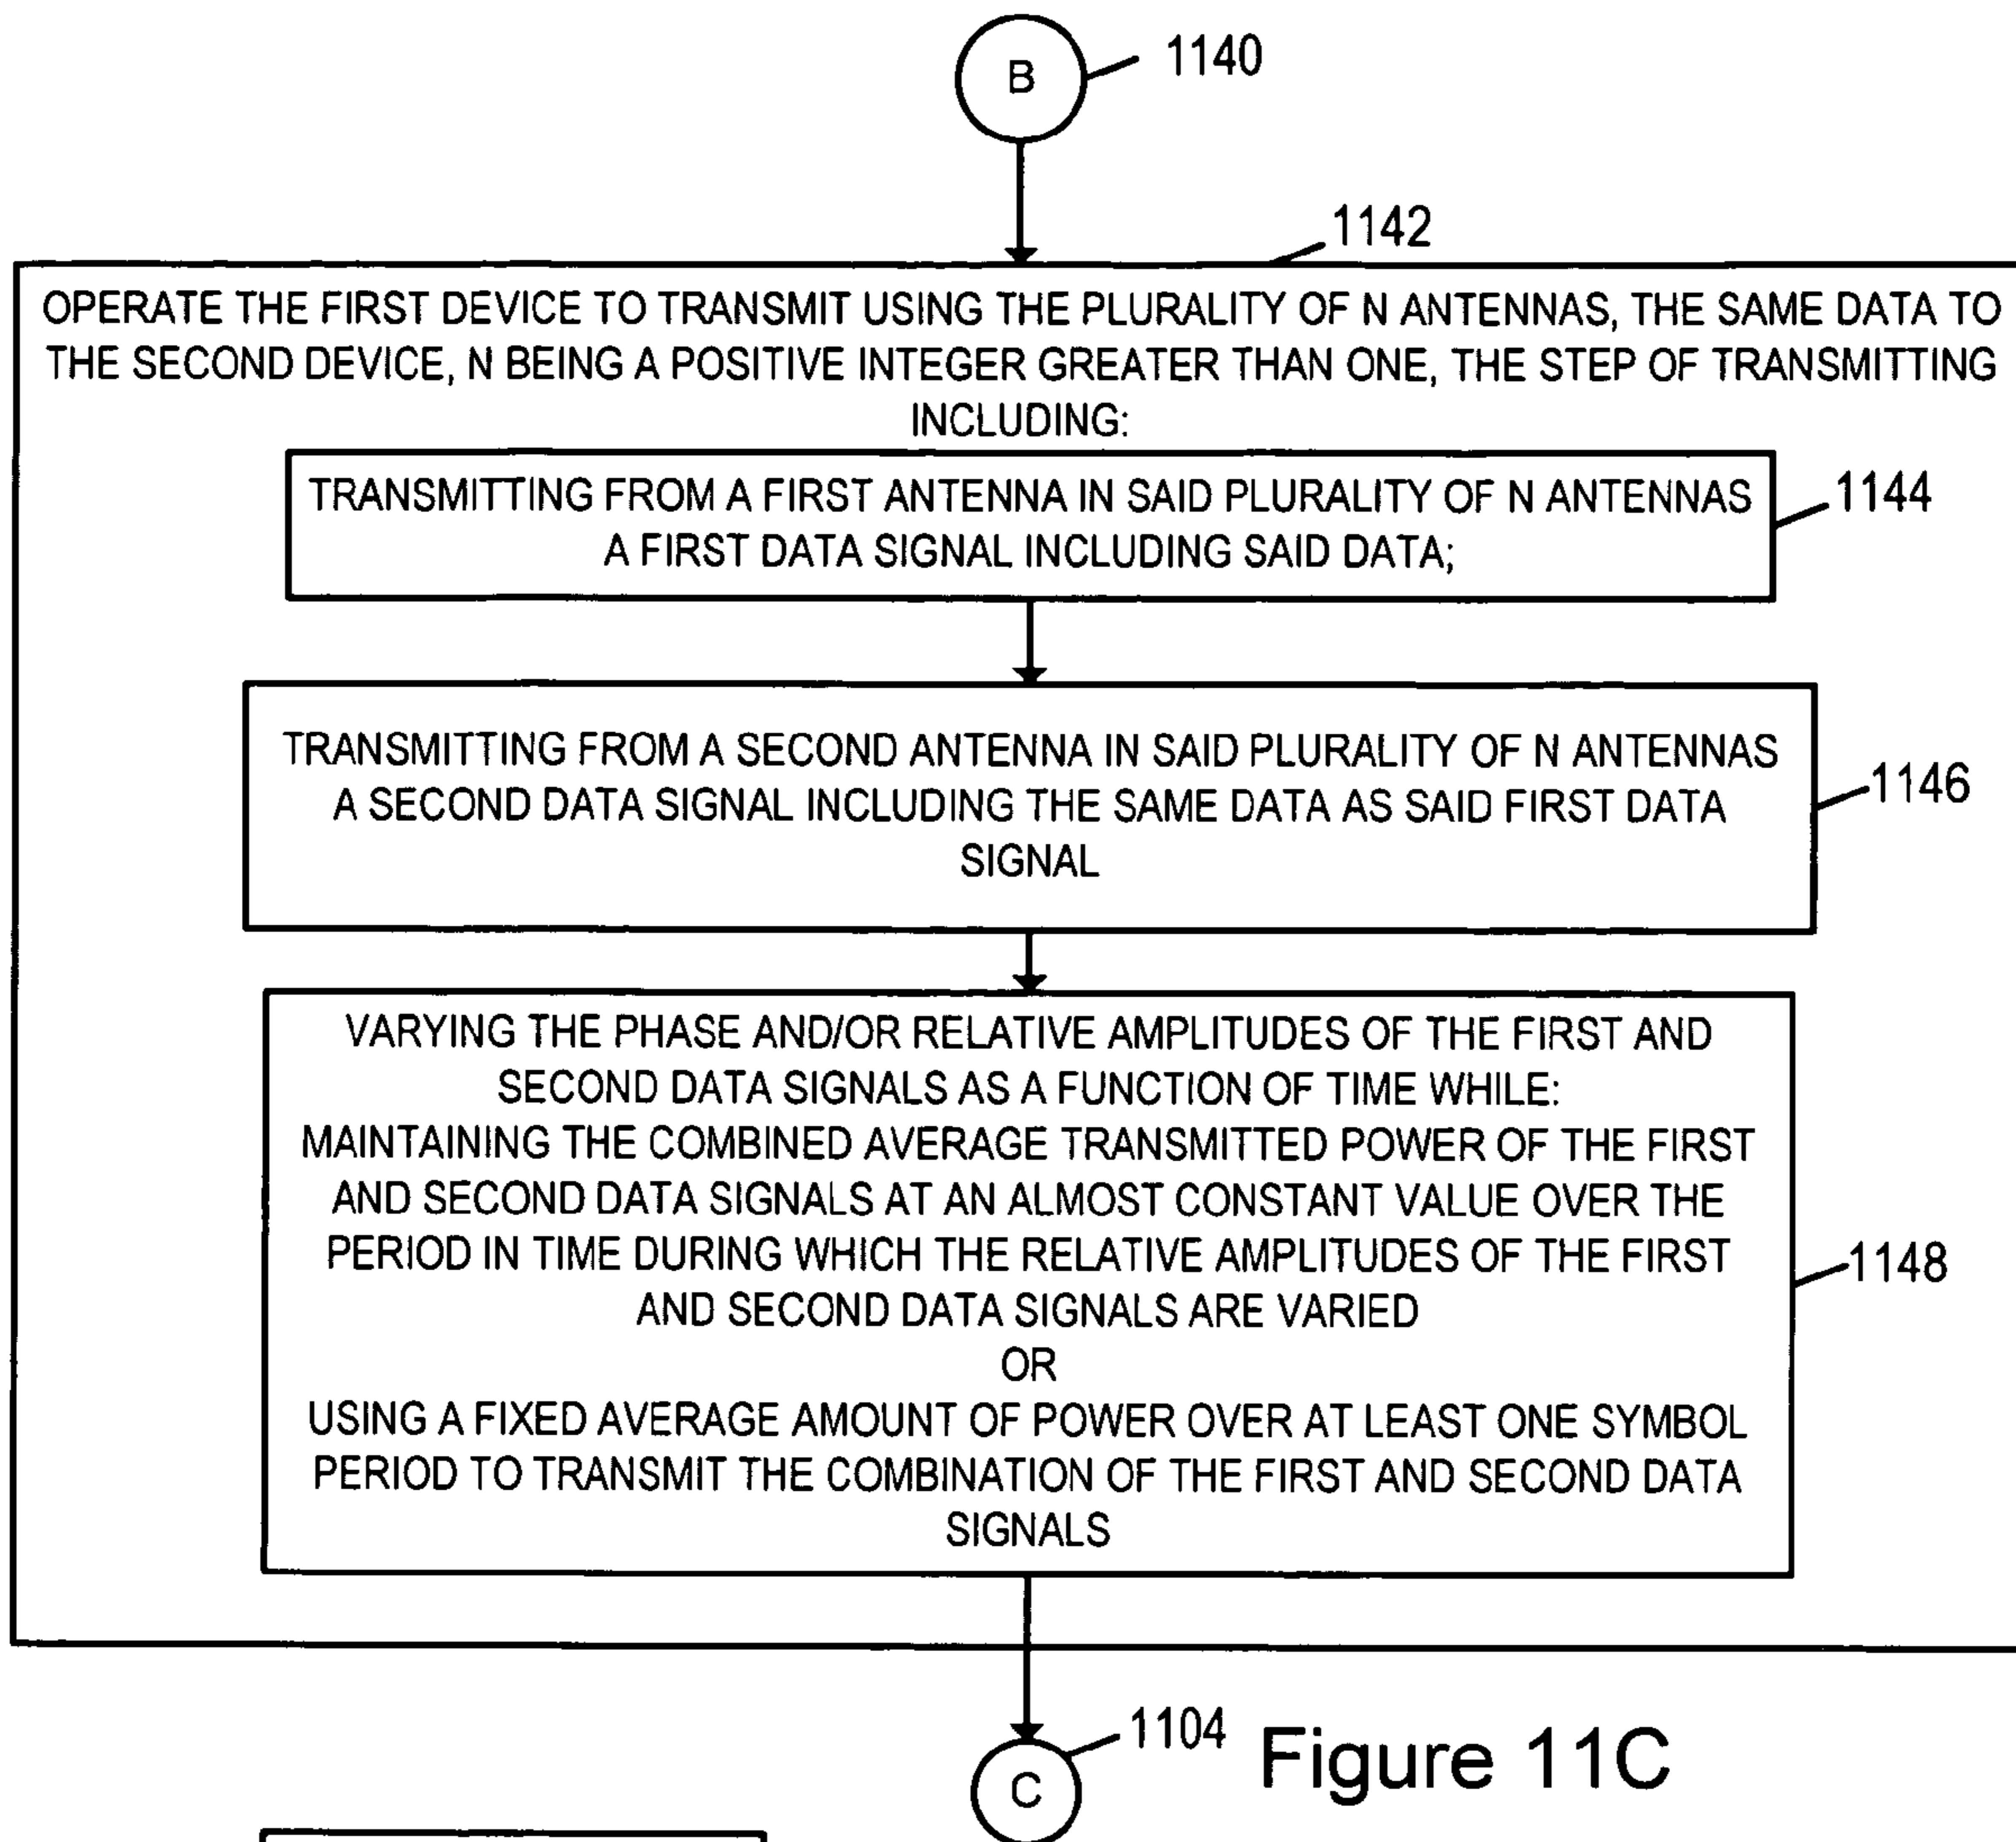 B
1140
1142
OPERATE THE FIRST DEVICE TO TRANSMIT USING THE PLURALITY OF N ANTENNAS, THE SAME DATA TO
THE SECOND DEVICE, N BEING A POSITIVE INTEGER GREATER THAN ONE, THE STEP OF TRANSMITTING
INCLUDING:
TRANSMITTING FROM A FIRST ANTENNA IN SAID PLURALITY OF N ANTENNAS
A FIRST DATA SIGNAL INCLUDING SAID DATA;
1144
TRANSMITTING FROM A SECOND ANTENNA IN SAID PLURALITY OF N ANTENNAS
A SECOND DATA SIGNAL INCLUDING THE SAME DATA AS SAID FIRST DATA
SIGNAL
1146
VARYING THE PHASE AND/OR RELATIVE AMPLITUDES OF THE FIRST AND
SECOND DATA SIGNALS AS A FUNCTION OF TIME WHILE:
MAINTAINING THE COMBINED AVERAGE TRANSMITTED POWER OF THE FIRST
AND SECOND DATA SIGNALS AT AN ALMOST CONSTANT VALUE OVER THE
PERIOD IN TIME DURING WHICH THE RELATIVE AMPLITUDES OF THE FIRST
AND SECOND DATA SIGNALS ARE VARIED
OR
USING A FIXED AVERAGE AMOUNT OF POWER OVER AT LEAST ONE SYMBOL
PERIOD TO TRANSMIT THE COMBINATION OF THE FIRST AND SECOND DATA
SIGNALS
1148
1104
C
Figure 11C